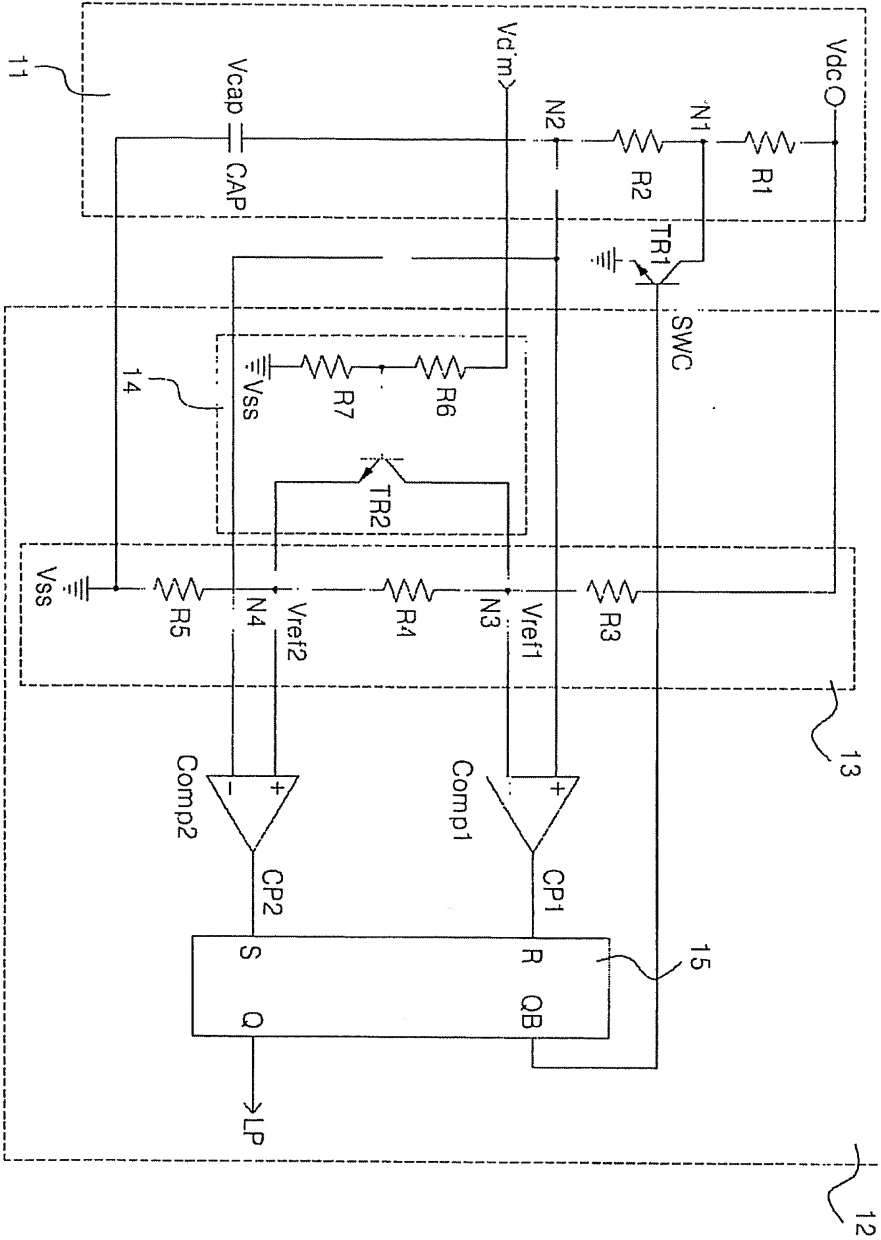 Vdc
R1
N1
R2
N2
Vdim
Vcap
CAP
11
TR1
SWC
R6
R7
Vss
14
TR2
R3
Vref1
N3
R4
Vref2
N4
R5
Vss
13
+
-
Comp1
+
-
Comp2
CP1
CP2
15
R
QB
S
Q
LP
12